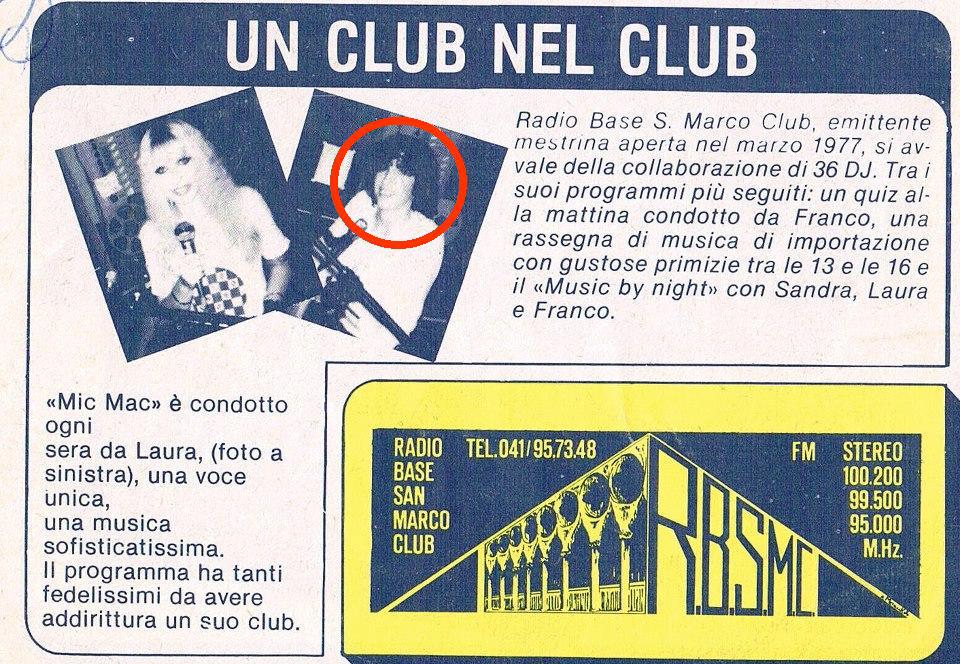 UN CLUB NEL CLUB
Radio Base S. Marco Club, emittente
mestrina aperta nel marzo 1977, si av-
vale della collaborazione di 36 DJ. Tra i
suoi programmi più seguiti: un quiz al-
la mattina condotto da Franco, una
rassegna di musica di importazione
con gustose primizie tra le 13 e le 16 e
il «Music by night» con Sandra, Laura
e Franco.
«Mic Mac» è condotto
ogni
sera da Laura, (foto a
sinistra), una voce
unica,
una musica
sofisticatissima.
Il programma ha tanti
fedelissimi da avere
addirittura un suo club.
RADIO
BASE
SAN
MARCO
CLUB
TEL. 041/95.73.48
FM STEREO
100.200
99.500
95.000
M.Hz.
R.B.S.M.C.